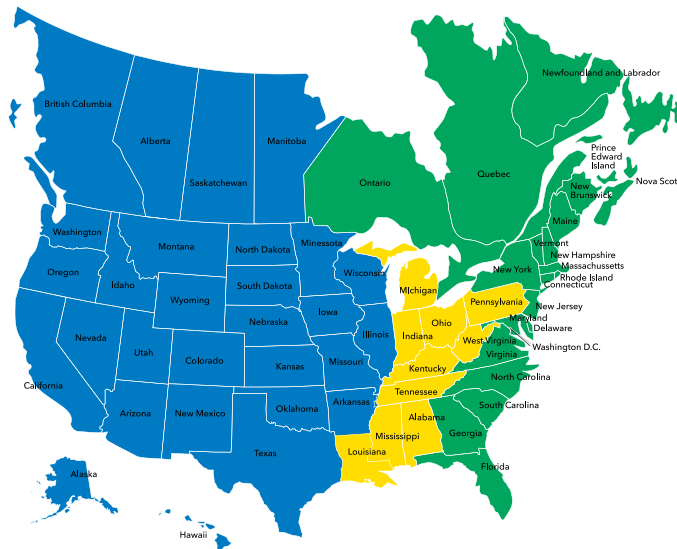 Newfoundland and Labrador
British Columbia
Alberta
Manitoba
Saskatchewan
Ontario
Quebec
Prince
Edward
Island
Nova Scot
New
Brunswick
Maine
Washington
Montana
North Dakota
Minessota
Vermont
New Hampshire
Massachussetts
Rhode Island
Connecticut
New York
Oregon
Idaho
South Dakota
Wisconsin
MIchigan
Wyoming
Pennsylvania
New Jersey
Maryland
Delaware
Washington D.C.
Nebraska
Iowa
Illinois
Indiana
Ohio
West Virginia
Virginia
Nevada
Utah
Colorado
Kansas
Missouri
Kentucky
North Carolina
California
Arizona
New Mexico
Oklahoma
Arkansas
Tennessee
South Carolina
Texas
Louisiana
Mississippi
Alabama
Georgia
Florida
Alaska
Hawaii